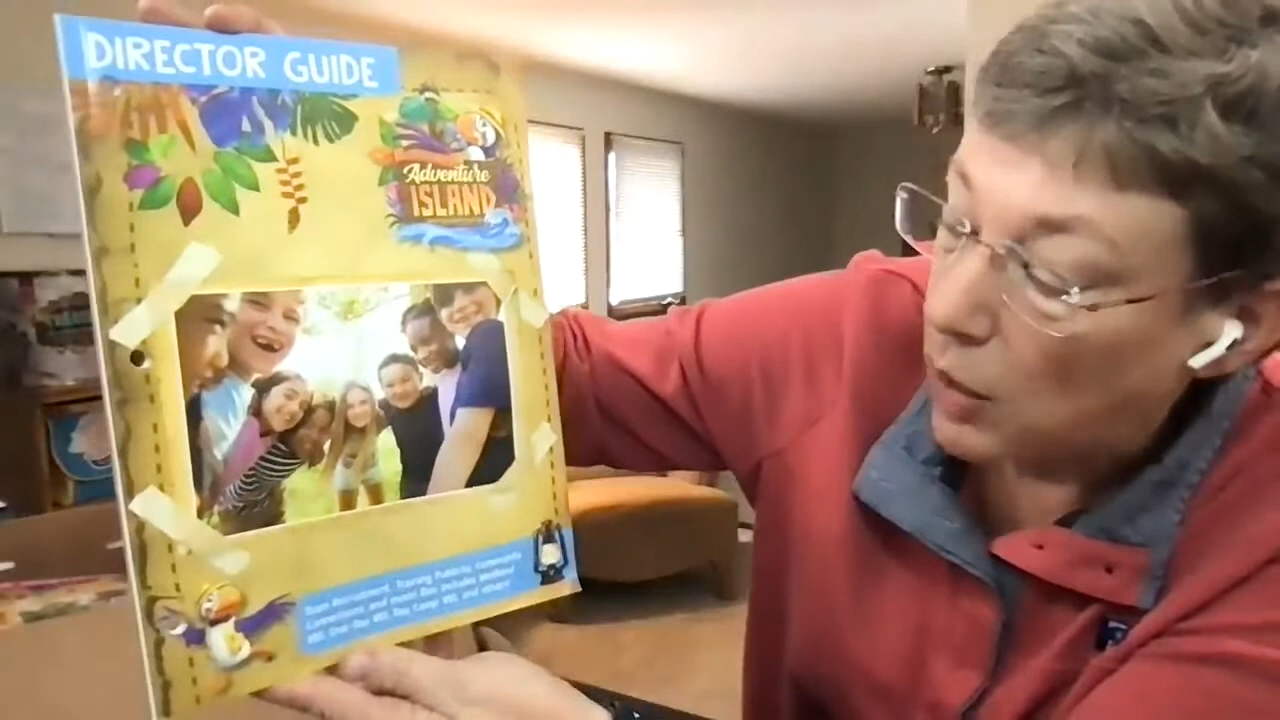 DIRECTOR GUIDE
Adventure
ISLAND
Team Recruitment, Training Publicity, Community
Connections and more! Also includes Weekend
VBS, One-Day VBS, Day Camp VBS, and others!